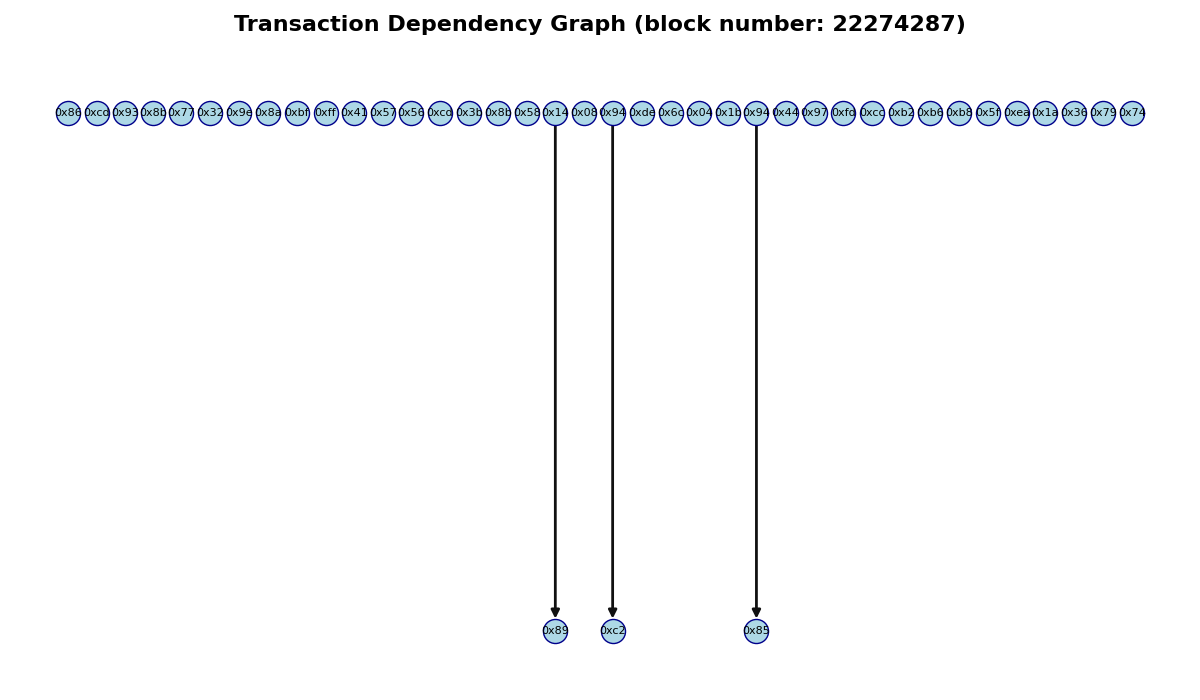 Transaction Dependency Graph (block number: 22274287)
0x86 0xcd 0x93 0x8b 0x77 0x32 0x9e 0x8a 0xbf 0xff 0x41 0x57 0x56 0xcd 0x3b 0x8b 0x58 0x14 0x08 0x94 0xde 0x6c 0x04 0x1b 0x94 0x44 0x97 0xfd 0xcc 0xb2 0xb6 0xb8 0x5f 0xea 0x1a 0x36 0x79 0x74
0x89 0xc2 0x85